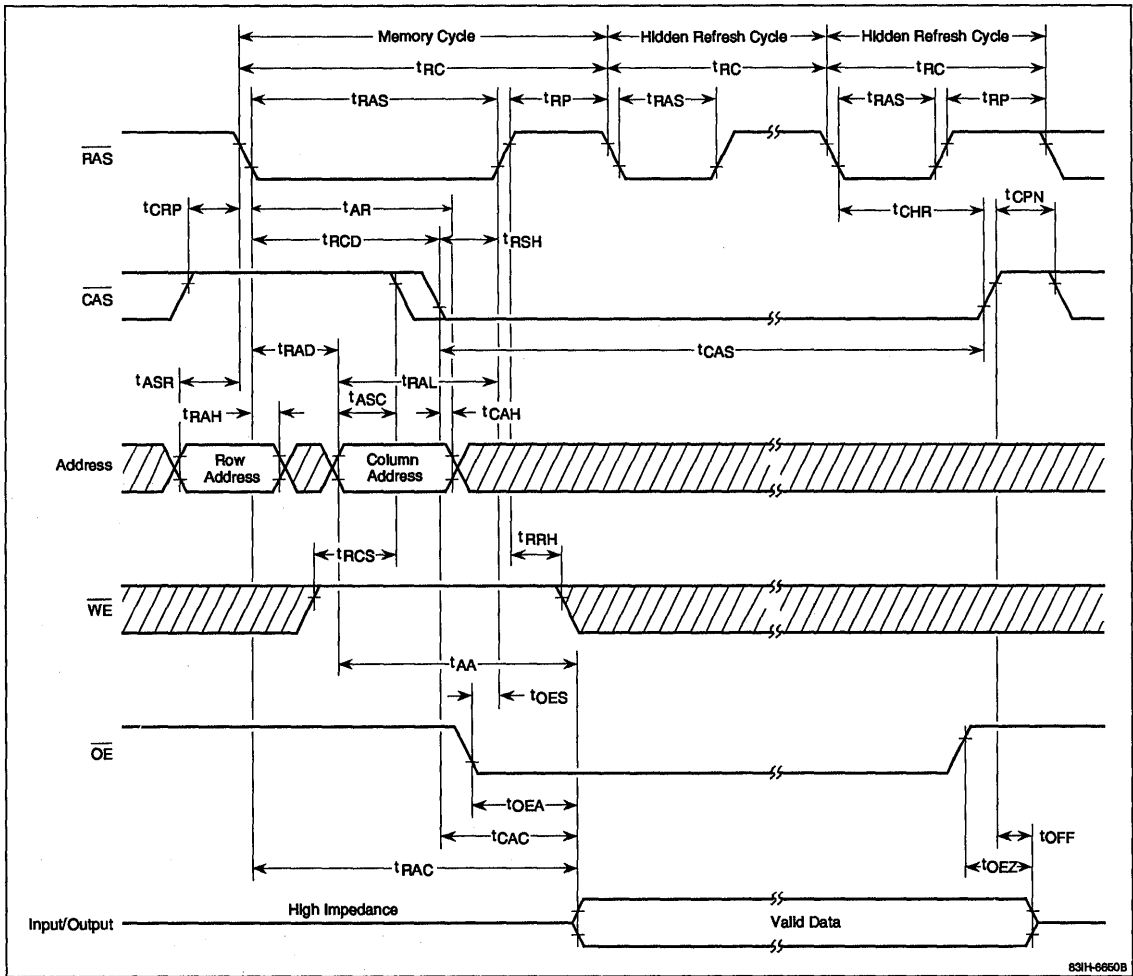 Memory Cycle Hidden Refresh Cycle Hidden Refresh Cycle
tRC tRC tRC
tRAS tRP tRAS tRAS tRP
RAS
tCRP tAR tCHR tCPN
tRCD tRSH
CAS
tRAD tCAS
tASR tRAL
tASC
tRAH tCAH
Address Row Address Column Address
tRCS tRRH
WE
tAA
tOES
OE
tOEA
tCAC tOFF
tRAC tOEZ
High Impedance
Input/Output Valid Data
83IH-6650B